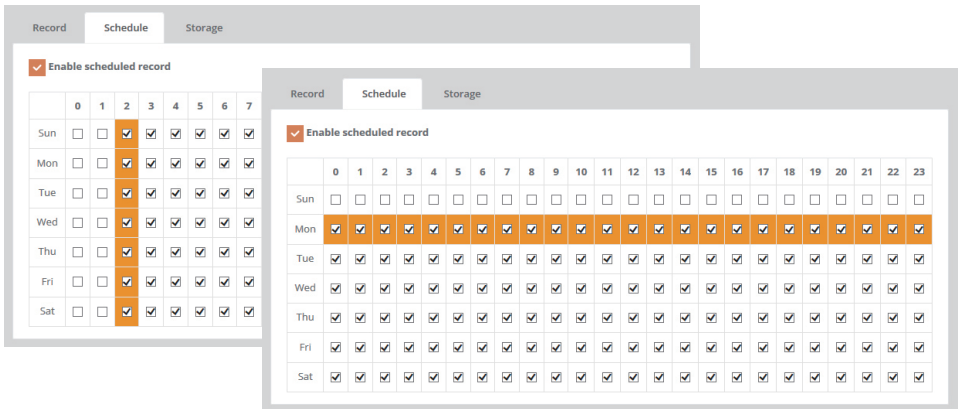 Record Schedule Storage
Enable scheduled record
0 1 2 3 4 5 6 7
Sun
Mon
Tue
Wed
Thu
Fri
Sat
Record Schedule Storage
Enable scheduled record
0 1 2 3 4 5 6 7 8 9 10 11 12 13 14 15 16 17 18 19 20 21 22 23
Sun
Mon
Tue
Wed
Thu
Fri
Sat